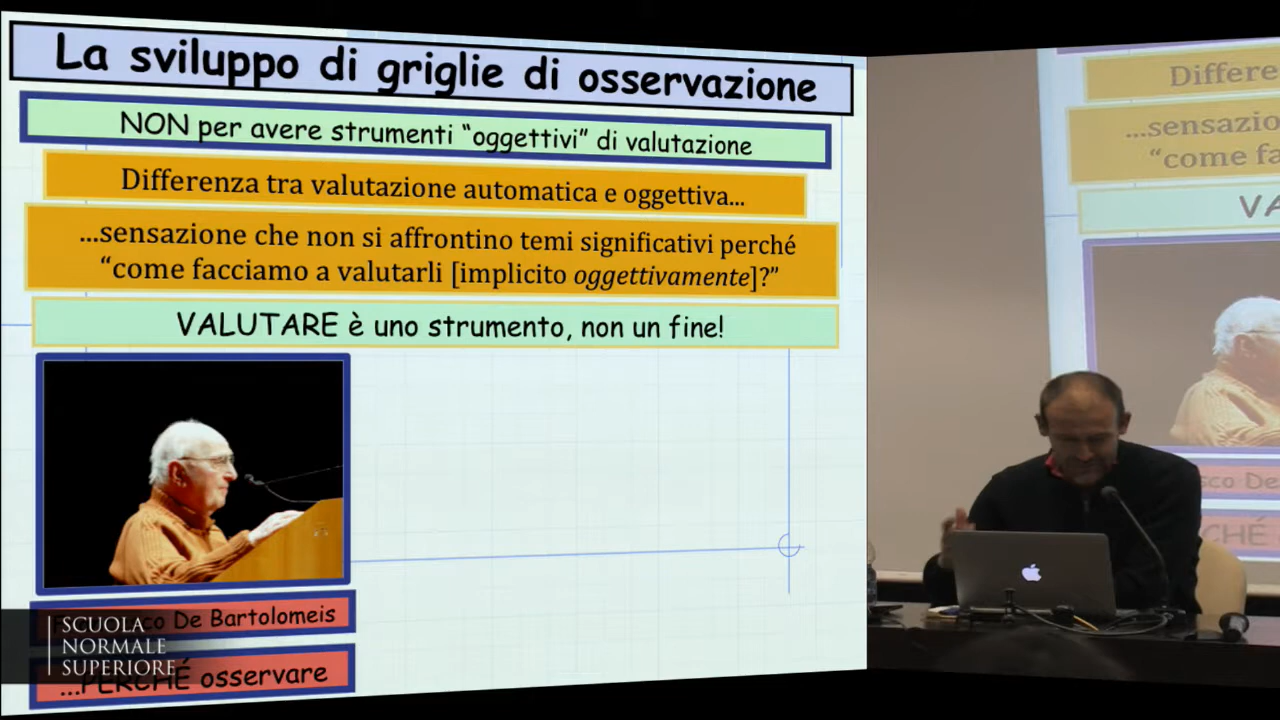 La sviluppo di griglie di osservazione
NON per avere strumenti “oggettivi” di valutazione
Differenza tra valutazione automatica e oggettiva...
...sensazione che non si affrontino temi significativi perché
“come facciamo a valutarli [implicito oggettivamente]?”
VALUTARE è uno strumento, non un fine!
De Bartolomeis
...PERCHÉ osservare
SCUOLA
NORMALE
SUPERIORE
Differe
...sensazio
“come fa
VA
sco De
CHÉ